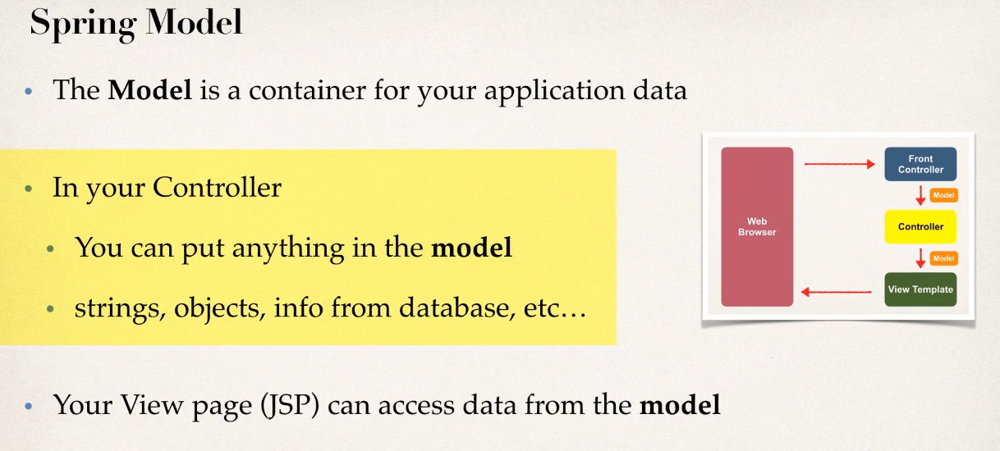 Spring Model
• The Model is a container for your application data
• In your Controller
• You can put anything in the model
• strings, objects, info from database, etc…
• Your View page (JSP) can access data from the model
Web
Browser
Front
Controller
Model
Controller
Model
View Template